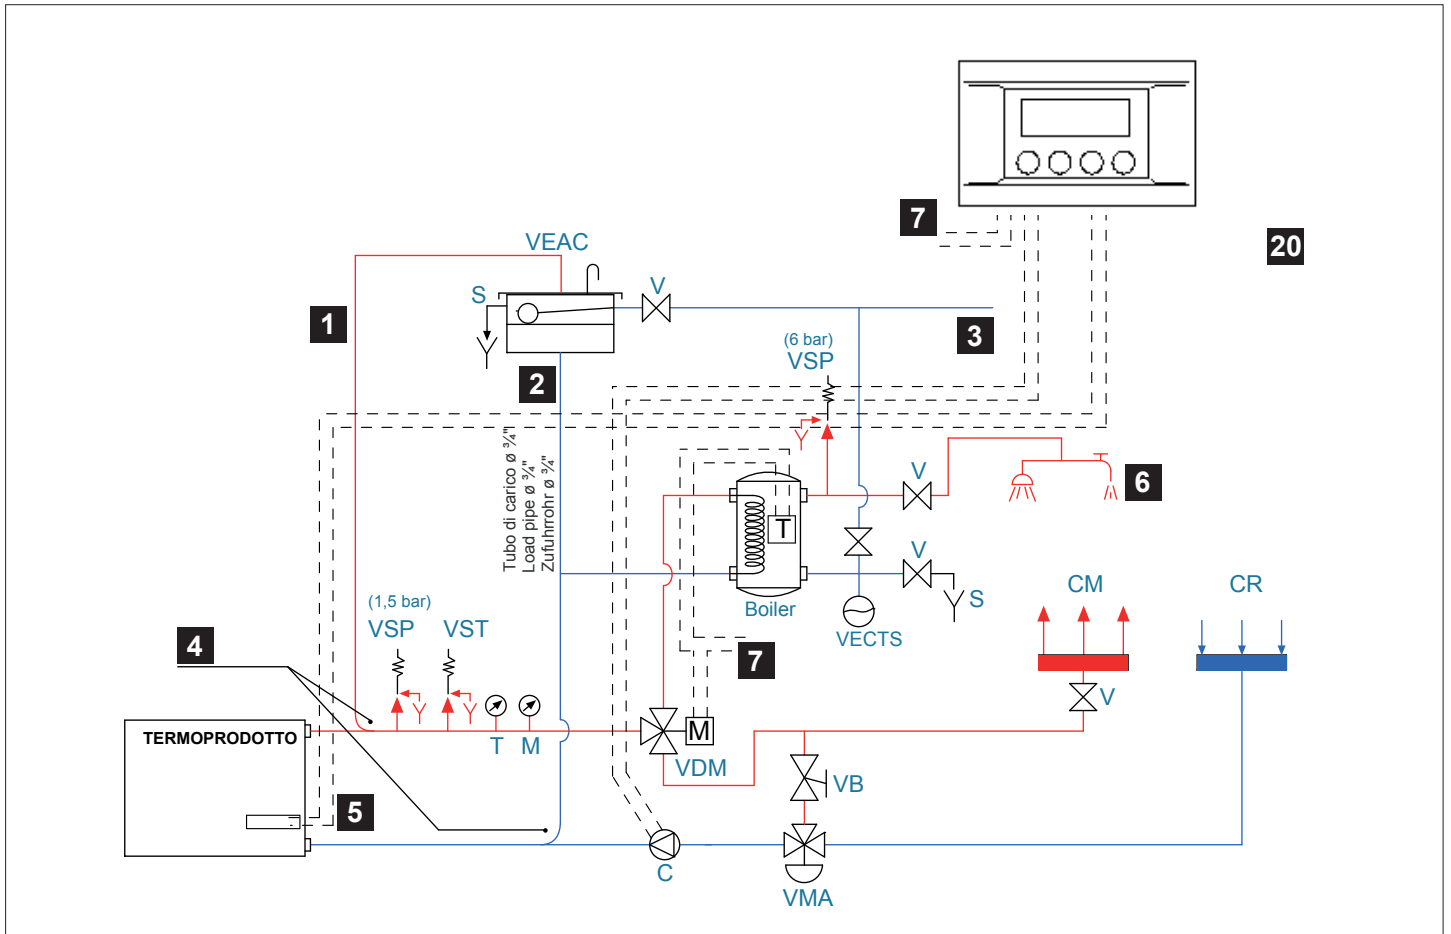 7
20
VEAC
S
V
1
3
(6 bar)
VSP
2
Tubo di carico ø ¾"
Load pipe ø ¾"
Zufuhrrohr ø ¾"
V
6
T
V
CM
CR
S
Boiler
VECTS
(1,5 bar)
VSP
VST
4
7
V
TERMOPRODOTTO
T
M
M
VDM
VB
5
C
VMA